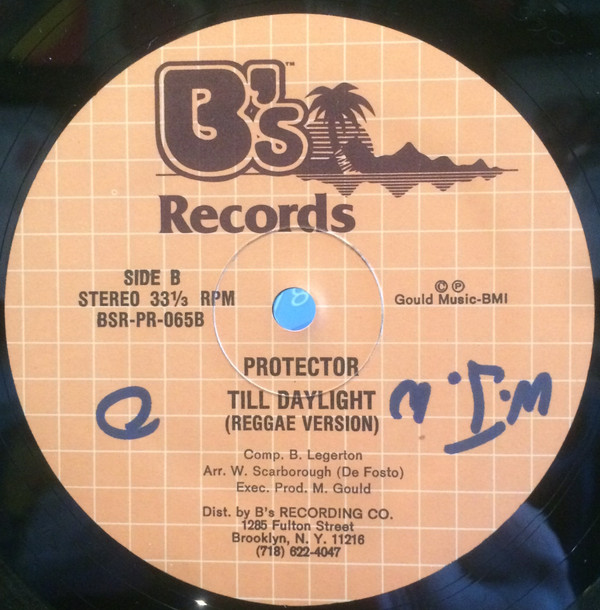 B's™
Records
SIDE B
STEREO 33⅓ RPM
BSR-PR-065B
© ℗
Gould Music-BMI
PROTECTOR
TILL DAYLIGHT
(REGGAE VERSION)
Comp. B. Legerton
Arr. W. Scarborough (De Fosto)
Exec. Prod. M. Gould
Dist. by B's RECORDING CO.
1285 Fulton Street
Brooklyn, N. Y. 11216
(718) 622-4047